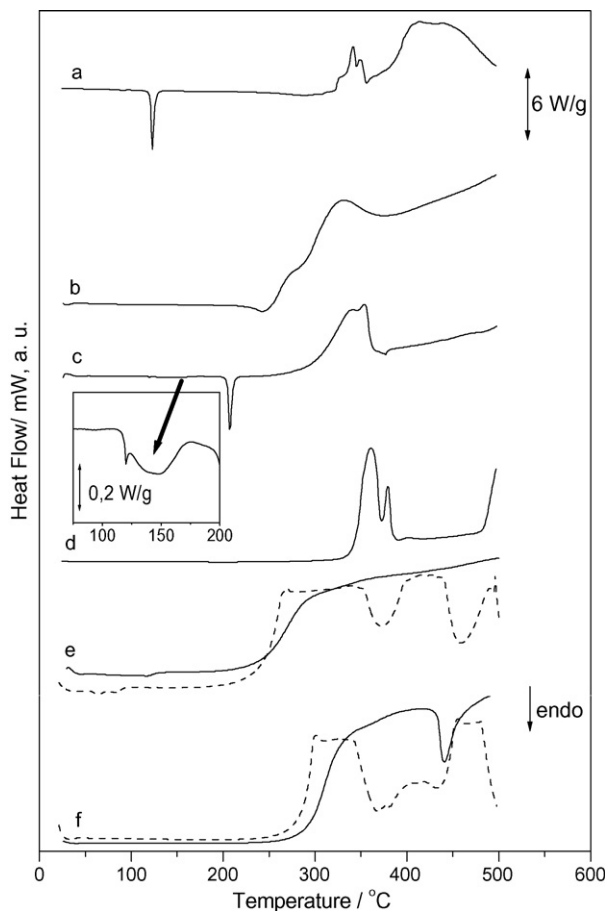 a
6 W/g
b
c
0,2 W/g
100 150 200
d
e
endo
f
Heat Flow/ mW, a. u.
0 100 200 300 400 500 600
Temperature / °C